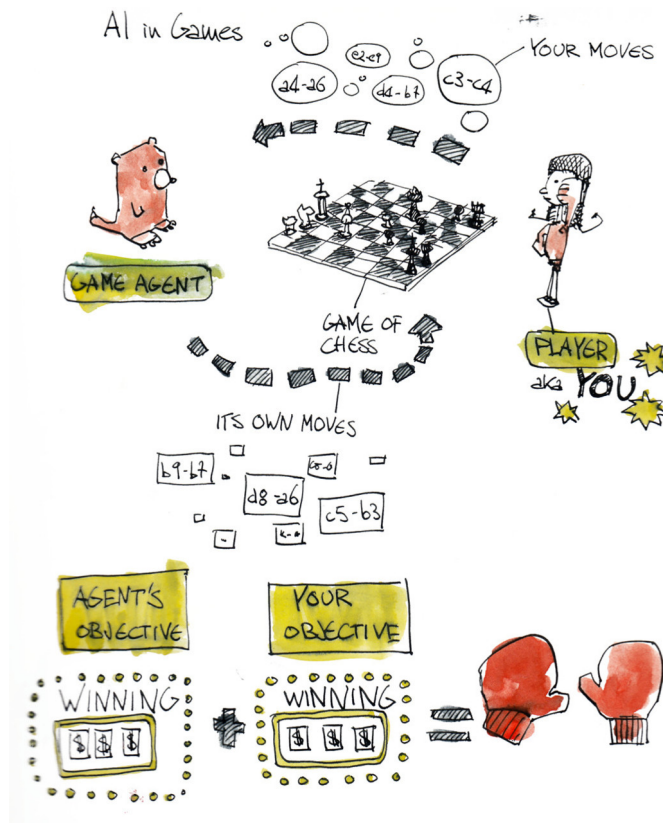 AI in Games
YOUR MOVES
e2-e9
a4-a6
d4-b7
c3-c4
GAME AGENT
GAME OF
CHESS
PLAYER
aka YOU
ITS OWN MOVES
b9-b7
d8-a6
c5-b3
AGENT'S
OBJECTIVE
YOUR
OBJECTIVE
WINNING
$ $ $
WINNING
$ $ $